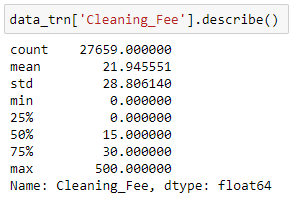 data_trn['Cleaning_Fee'].describe()
count    27659.000000
mean        21.945551
std         28.806140
min          0.000000
25%          0.000000
50%         15.000000
75%         30.000000
max        500.000000
Name: Cleaning_Fee, dtype: float64